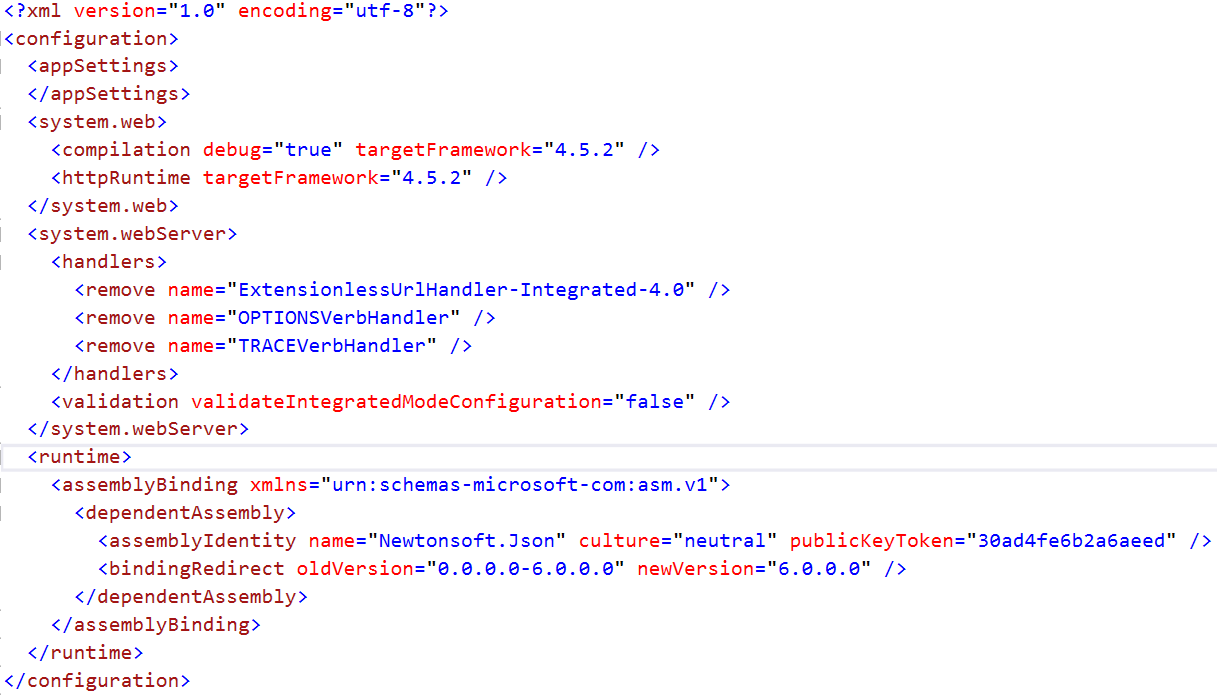 <?xml version="1.0" encoding="utf-8"?>
<configuration>
  <appSettings>
  </appSettings>
  <system.web>
    <compilation debug="true" targetFramework="4.5.2" />
    <httpRuntime targetFramework="4.5.2" />
  </system.web>
  <system.webServer>
    <handlers>
      <remove name="ExtensionlessUrlHandler-Integrated-4.0" />
      <remove name="OPTIONSVerbHandler" />
      <remove name="TRACEVerbHandler" />
    </handlers>
    <validation validateIntegratedModeConfiguration="false" />
  </system.webServer>
  <runtime>
    <assemblyBinding xmlns="urn:schemas-microsoft-com:asm.v1">
      <dependentAssembly>
        <assemblyIdentity name="Newtonsoft.Json" culture="neutral" publicKeyToken="30ad4fe6b2a6aeed" />
        <bindingRedirect oldVersion="0.0.0.0-6.0.0.0" newVersion="6.0.0.0" />
      </dependentAssembly>
    </assemblyBinding>
  </runtime>
</configuration>